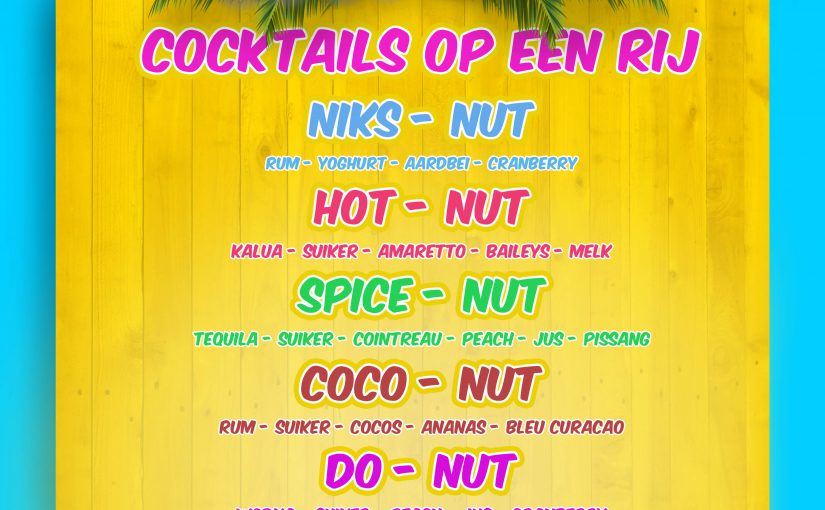 COCKTAILS OP EEN RIJ
NIKS - NUT
RUM - YOGHURT - AARDBEI - CRANBERRY
HOT - NUT
KALUA - SUIKER - AMARETTO - BAILEYS - MELK
SPICE - NUT
TEQUILA - SUIKER - COINTREAU - PEACH - JUS - PISSANG
COCO - NUT
RUM - SUIKER - COCOS - ANANAS - BLEU CURACAO
DO - NUT